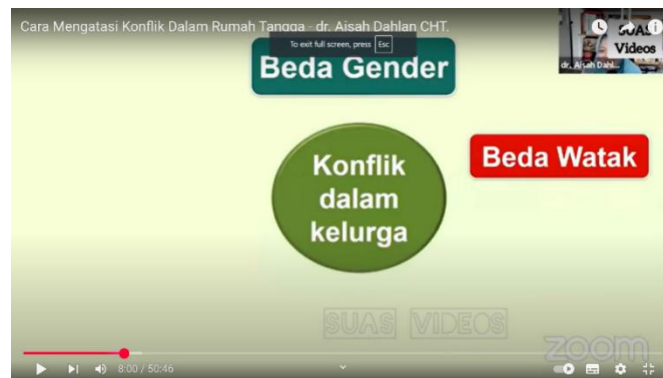 Cara Mengatasi Konflik Dalam Rumah Tangga - dr. Aisah Dahlan CHT.
To exit full screen, press Esc
SUAS
Videos
dr. Aisah Dahl...
Beda Gender
Beda Watak
Konflik
dalam
kelurga
SUAS VIDEOS
zoom
8:00 / 50:46